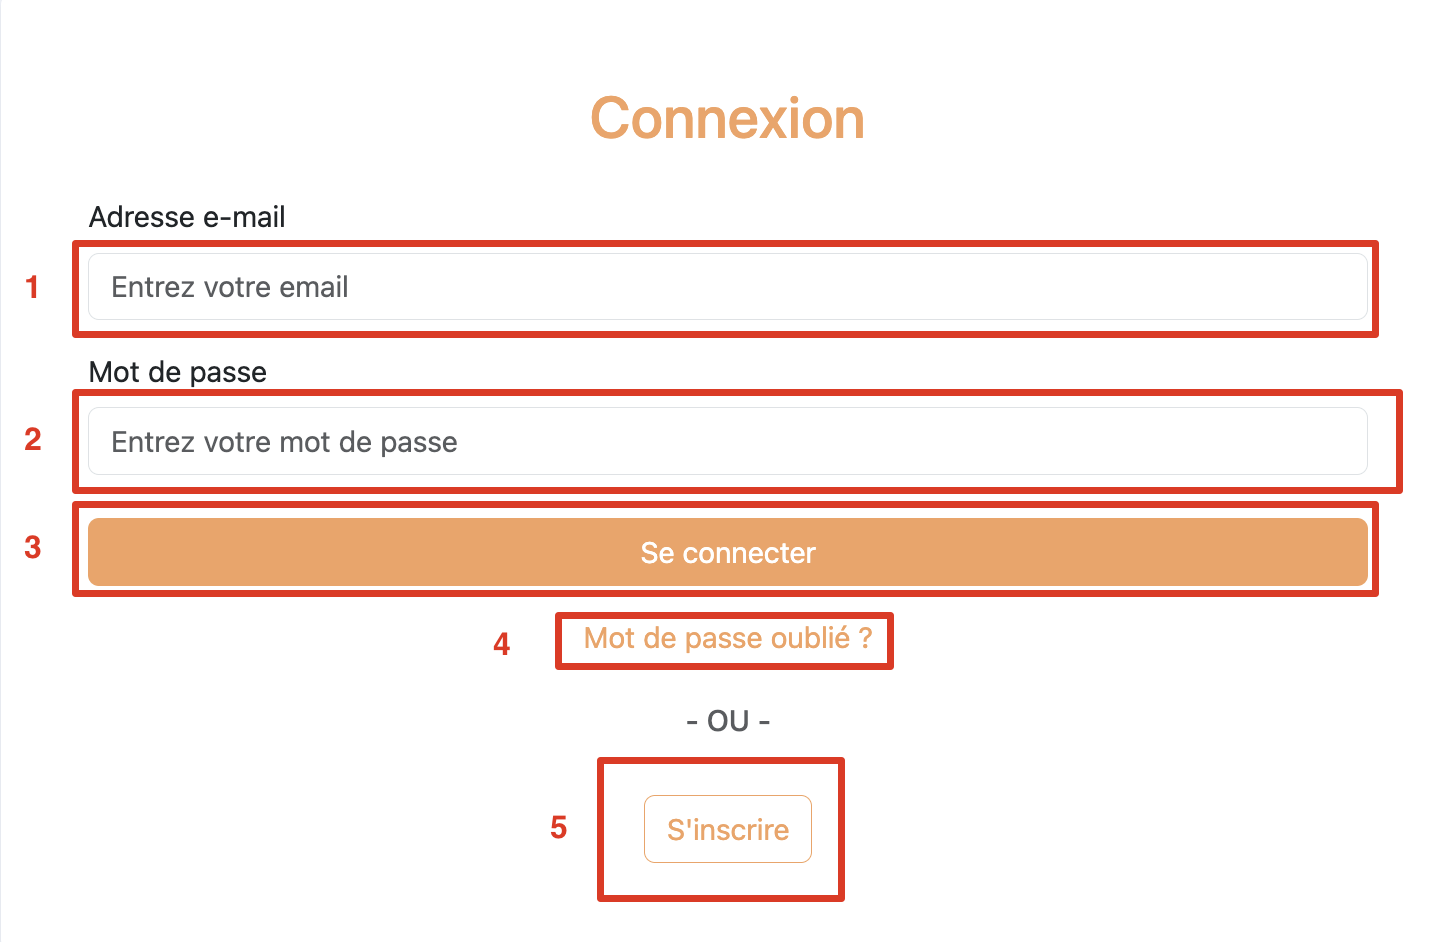 Connexion
Adresse e-mail
1
Entrez votre email
Mot de passe
2
Entrez votre mot de passe
3
Se connecter
4
Mot de passe oublié ?
- OU -
5
S'inscrire